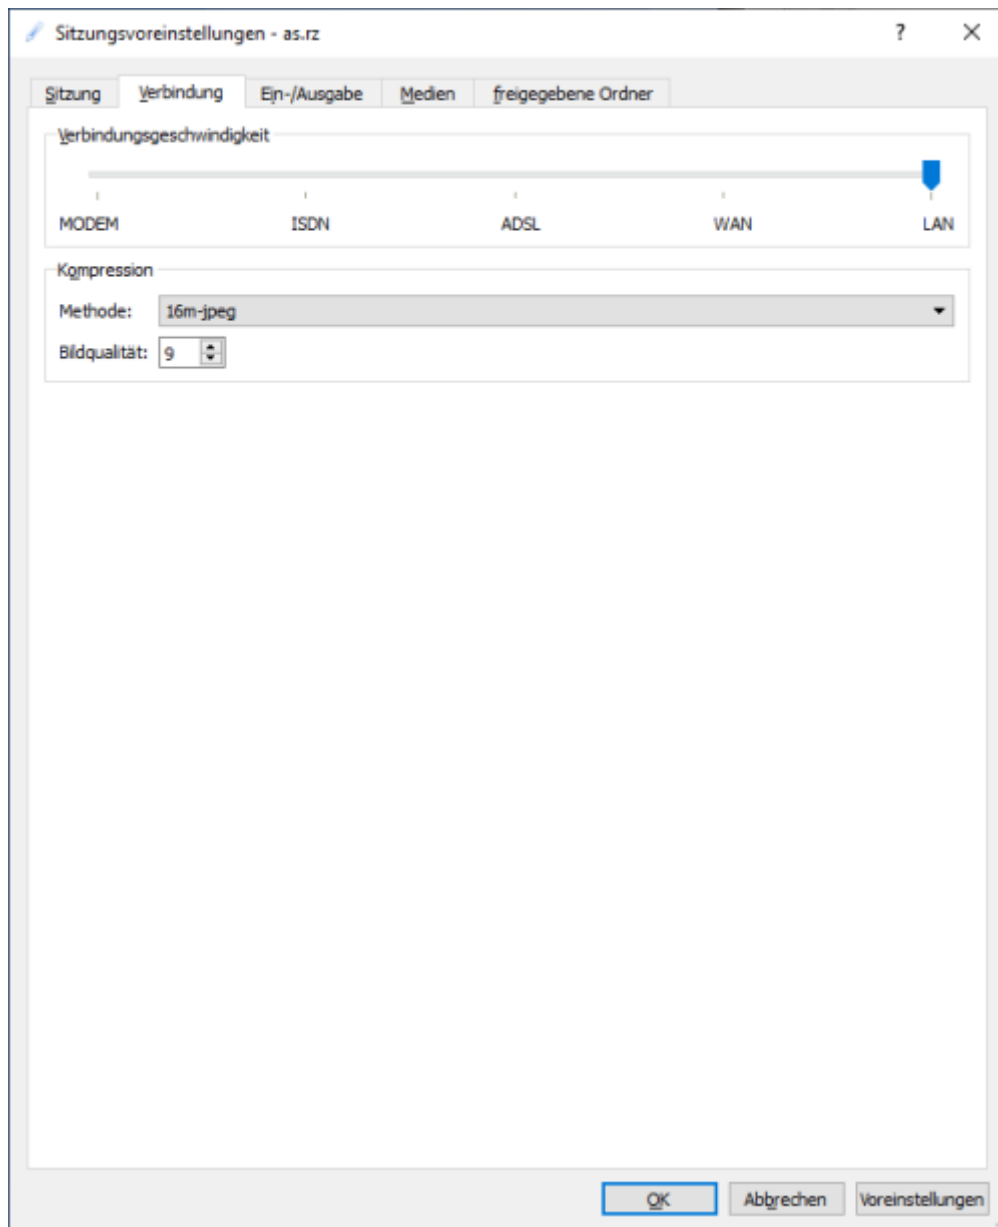 Sitzungsvoreinstellungen - as.rz ?
Sitzung Verbindung Ein-/Ausgabe Medien freigegebene Ordner
Verbindungsgeschwindigkeit
MODEM ISDN ADSL WAN LAN
Kompression
Methode: 16m-jpeg
Bildqualität: 9
OK Abbrechen Voreinstellungen